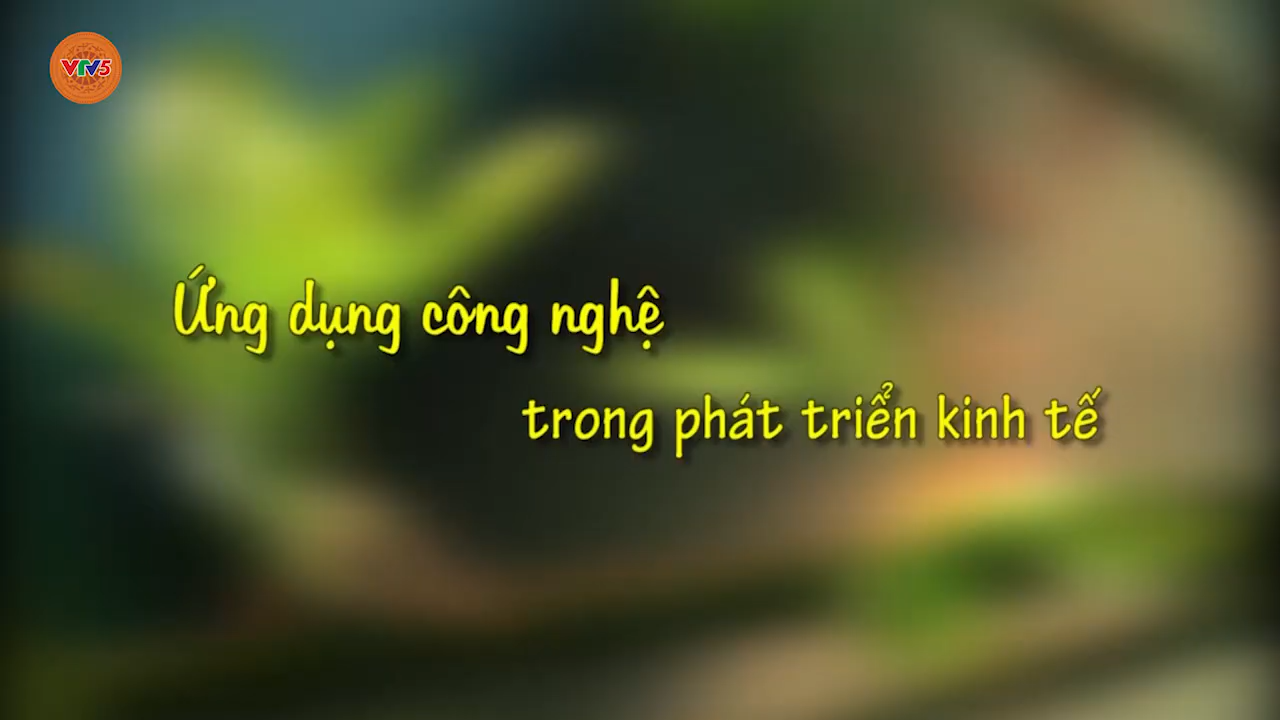 VTV5
Ứng dụng công nghệ
trong phát triển kinh tế